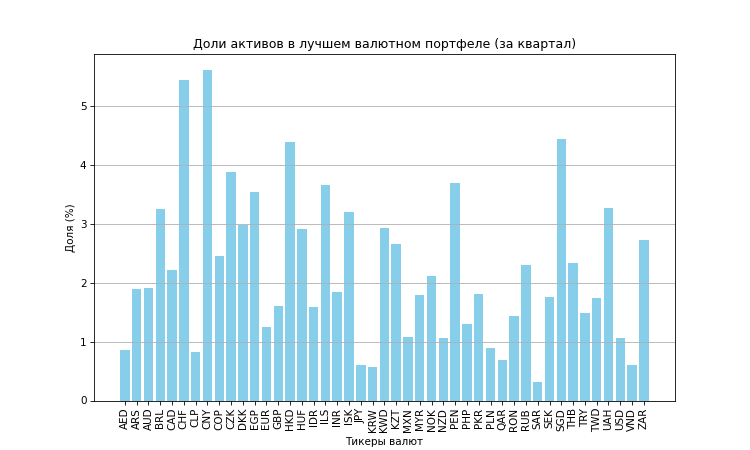 Доли активов в лучшем валютном портфеле (за квартал)
Доля (%)
5
4
3
2
1
0
AED ARS AUD BRL CAD CHF CLP CNY COP CZK DKK EGP EUR GBP HKD HUF IDR ILS INR ISK JPY KRW KWD KZT MXN MYR NOK NZD PEN PHP PKR PLN QAR RON RUB SAR SEK SGD THB TRY TWD UAH USD VND ZAR
Тикеры валют